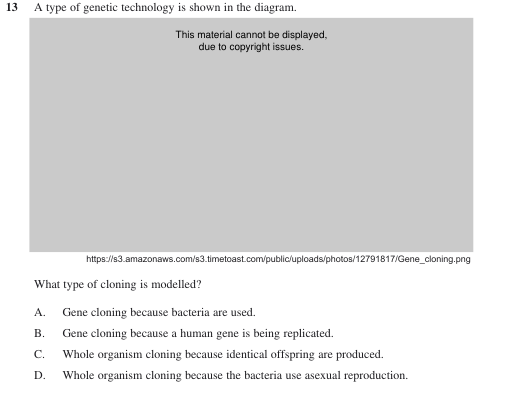 13 A type of genetic technology is shown in the diagram.
This material cannot be displayed,
due to copyright issues.
https://s3.amazonaws.com/s3.timetoast.com/public/uploads/photos/12791817/Gene_cloning.png
What type of cloning is modelled?
A. Gene cloning because bacteria are used.
B. Gene cloning because a human gene is being replicated.
C. Whole organism cloning because identical offspring are produced.
D. Whole organism cloning because the bacteria use asexual reproduction.